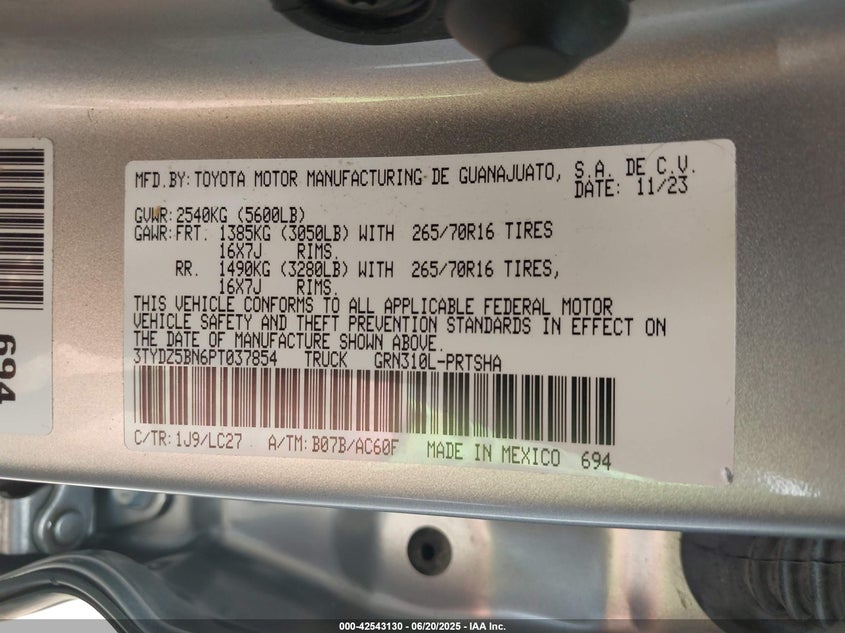 MFD.BY:TOYOTA MOTOR MANUFACTURING DE GUANAJUATO, S.A. DE C.V.
DATE: 11/23
GVWR:2540KG (5600LB)
GAWR:FRT. 1385KG (3050LB) WITH 265/70R16 TIRES
16X7J RIMS.
RR. 1490KG (3280LB) WITH 265/70R16 TIRES,
16X7J RIMS.
THIS VEHICLE CONFORMS TO ALL APPLICABLE FEDERAL MOTOR
VEHICLE SAFETY AND THEFT PREVENTION STANDARDS IN EFFECT ON
THE DATE OF MANUFACTURE SHOWN ABOVE.
3TYDZ5BN6PT037854 TRUCK GRN310L-PRTSHA
C/TR:1J9/LC27 A/TM:B07B/AC60F MADE IN MEXICO 694
694
000-42543130 - 06/20/2025 - IAA Inc.